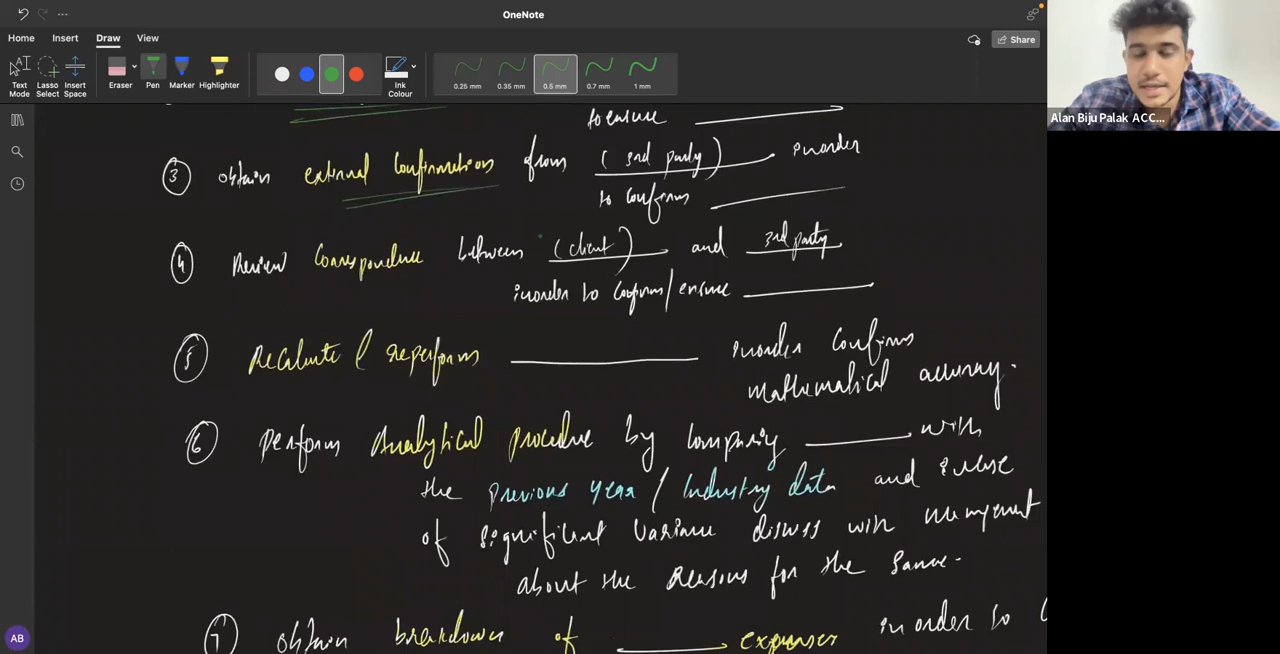 OneNote
Home Insert Draw View
Share
Text Mode
Lasso Select
Insert Space
Eraser
Pen
Marker
Highlighter
Ink Colour
0.25 mm
0.35 mm
0.5 mm
0.7 mm
1 mm
Alan Biju Palak ACC...
to ensure
③ obtain external confirmations from (3rd party) inorder
to confirm
④ Review Correspondence between (client) and 3rd party
inorder to confirm/ensure
⑤ Recalculate / reperform inorder confirm
mathematical accuracy.
⑥ perform Analytical procedure by comparing with
the previous year / Industry data and incase
of significant variance discuss with management
about the reasons for the same.
⑦ obtain breakdown of expenses in order to
AB